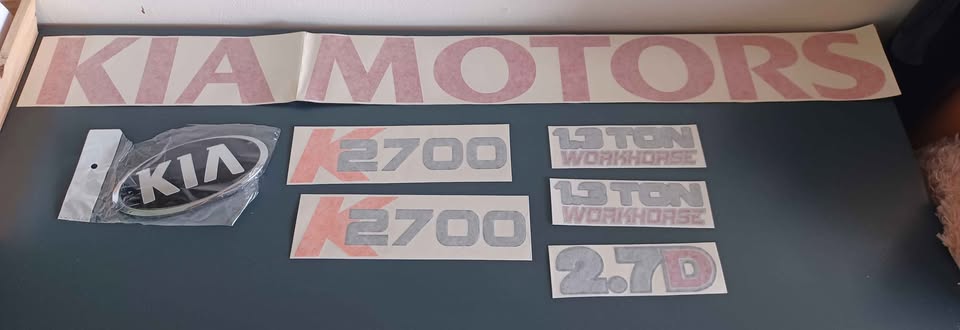 KIA MOTORS
KIA
K2700
K2700
1.3 TON
WORKHORSE
1.3 TON
WORKHORSE
2.7D